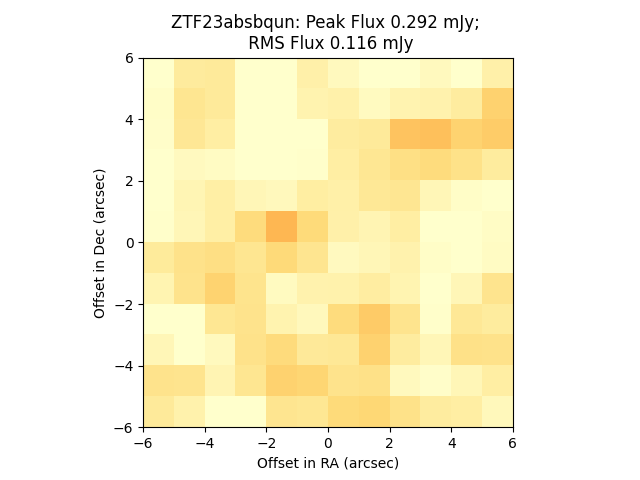 ZTF23absbqun: Peak Flux 0.292 mJy;
RMS Flux 0.116 mJy
6
4
2
0
−2
−4
−6
Offset in Dec (arcsec)
−6 −4 −2 0 2 4 6
Offset in RA (arcsec)